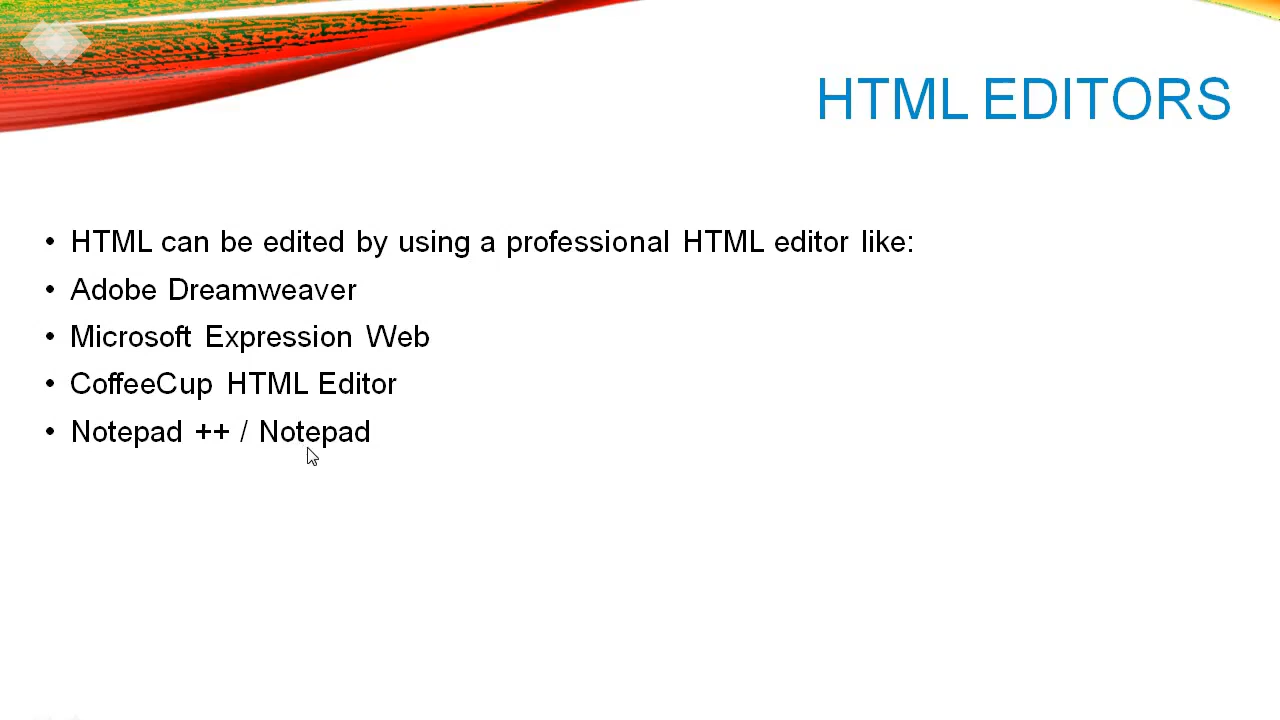 HTML EDITORS
• HTML can be edited by using a professional HTML editor like:
• Adobe Dreamweaver
• Microsoft Expression Web
• CoffeeCup HTML Editor
• Notepad ++ / Notepad